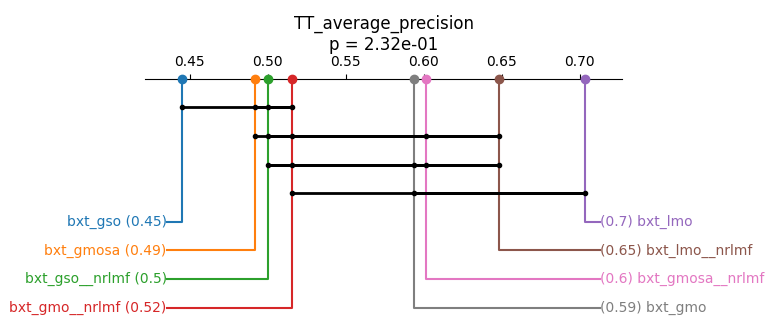 TT_average_precision
p = 2.32e-01
0.45 0.50 0.55 0.60 0.65 0.70
bxt_gso (0.45) (0.7) bxt_lmo
bxt_gmosa (0.49) (0.65) bxt_lmo__nrlmf
bxt_gso__nrlmf (0.5) (0.6) bxt_gmosa__nrlmf
bxt_gmo__nrlmf (0.52) (0.59) bxt_gmo